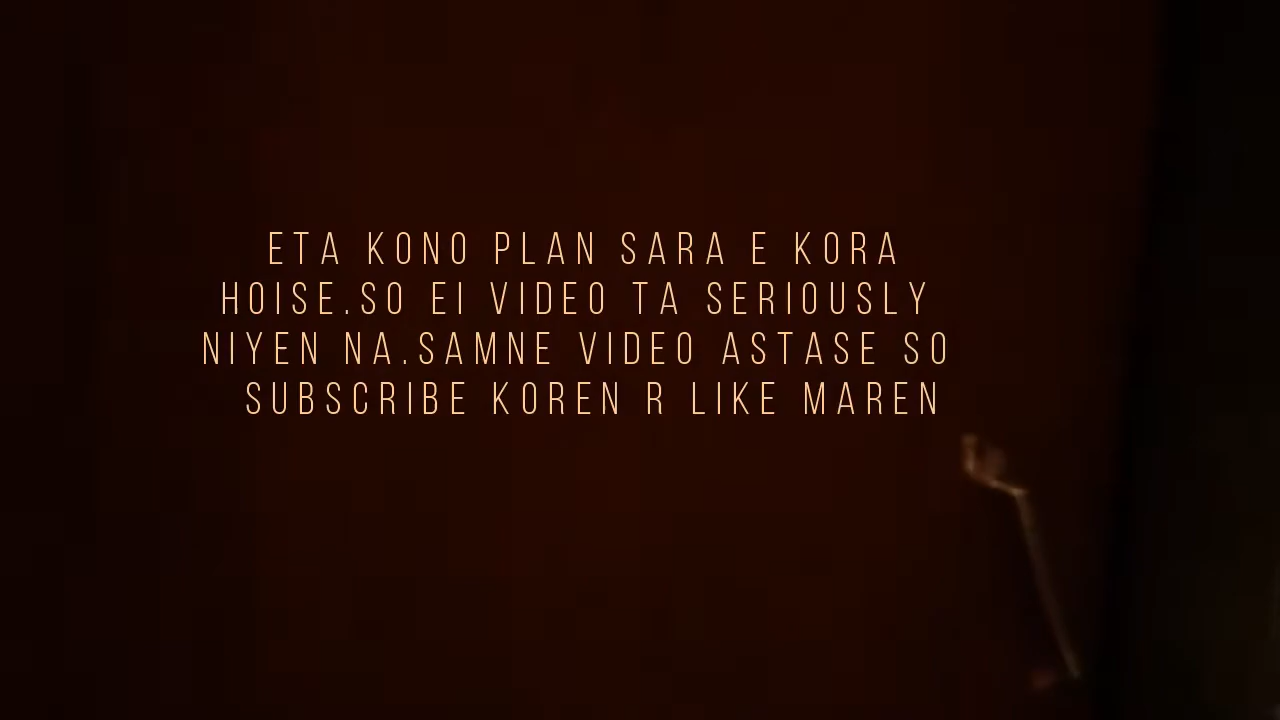 ETA KONO PLAN SARA E KORA
HOISE.SO EI VIDEO TA SERIOUSLY
NIYEN NA.SAMNE VIDEO ASTASE SO
SUBSCRIBE KOREN R LIKE MAREN